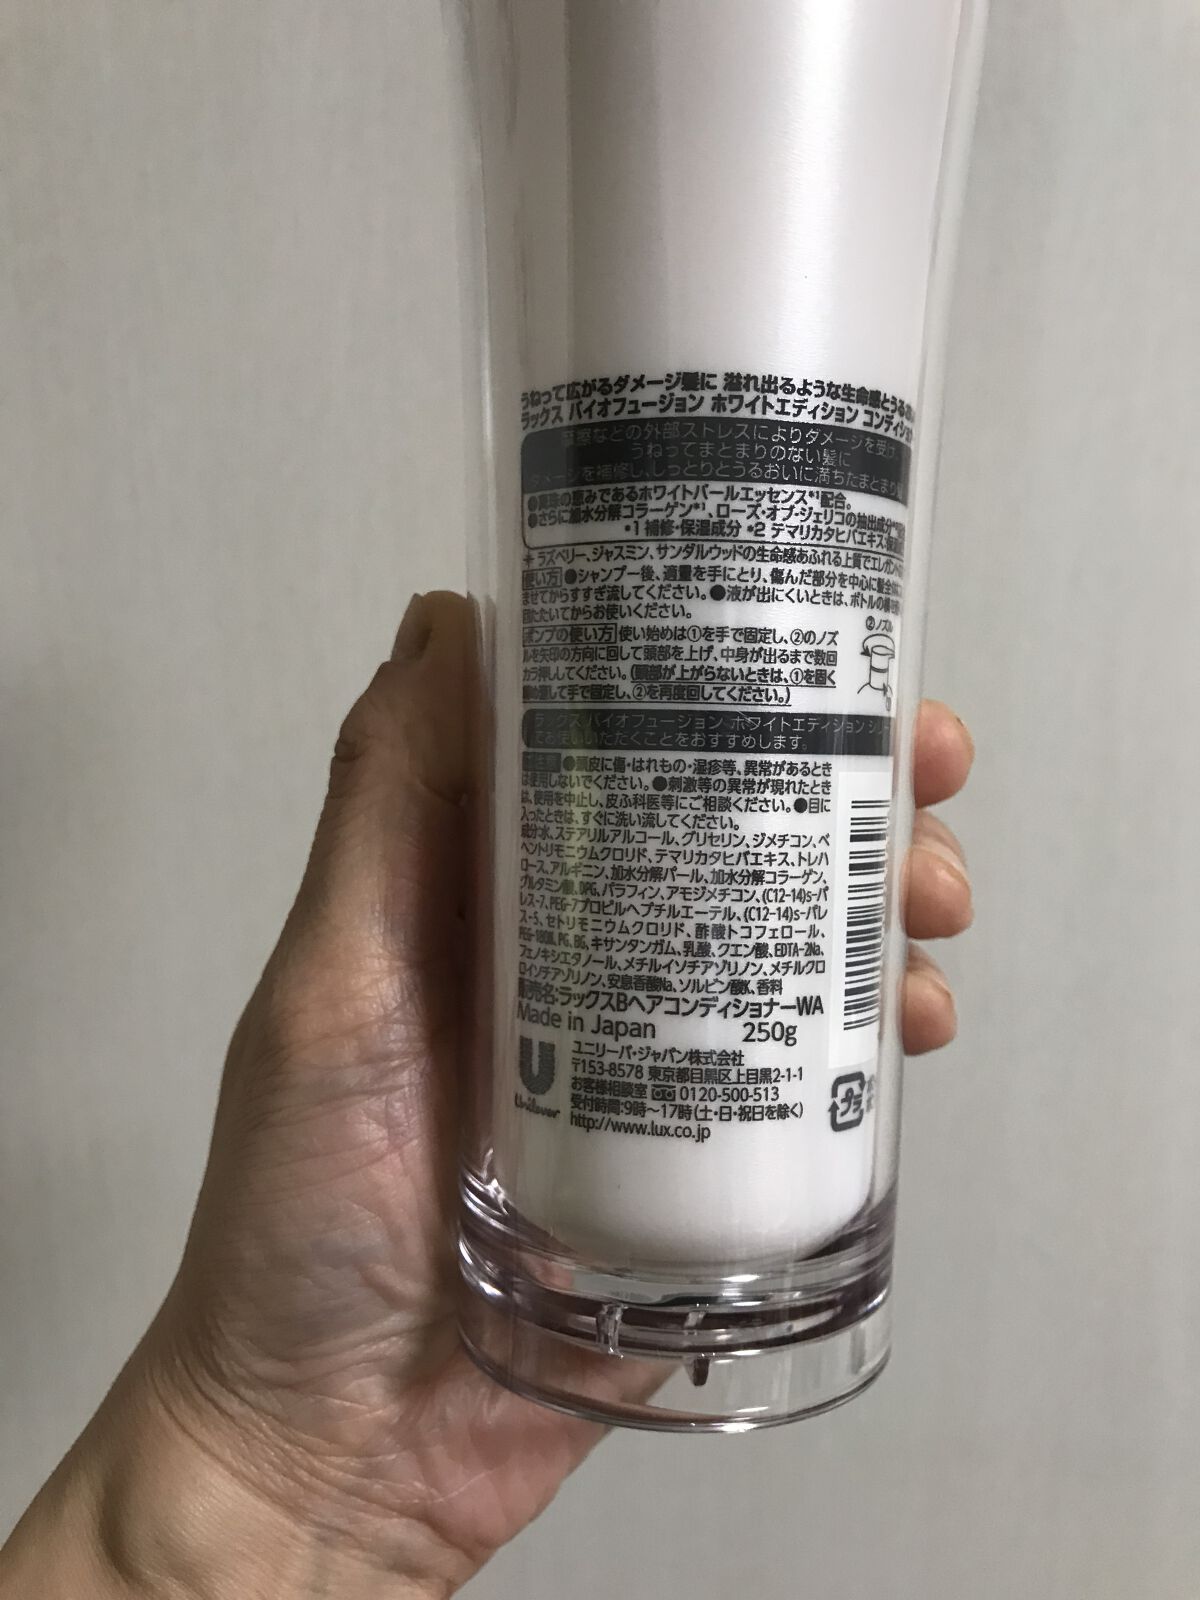 うねって広がるダメージ髪に 溢れ出るような生命感とうるおい
ラックス バイオフュージョン ホワイトエディション コンディショナー
摩擦などの外部ストレスによりダメージを受け、
うねってまとまりのない髪に
ダメージを補修し、しっとりとうるおいに満ちたまとまり
●真珠の恵みであるホワイトパールエッセンス*1配合。
●さらに加水分解コラーゲン*1、ローズ・オブ・ジェリコの抽出成分
*1 補修・保湿成分 *2 テマリカタヒバエキス:保湿
ラズベリー、ジャスミン、サンダルウッドの生命感あふれる上質でエレガント
使い方 ●シャンプー後、適量を手にとり、傷んだ部分を中心に髪全体に
ませてからすすぎ流してください。●液が出にくいときは、ボトルの
たたいてからお使いください。
②ノズル
ポンプの使い方 使い始めは①を手で固定し、②のノズ
ルを矢印の方向に回して頭部を上げ、中身が出るまで数回
カラ押ししてください。(頭部が上がらないときは、①を固く
締め直して手で固定し、②を再度回してください。)
①
ラックス バイオフュージョン ホワイトエディション シリー
てお使いいただくことをおすすめします。
●頭皮に傷・はれもの・湿疹等、異常があるときは
は使用しないでください。●刺激等の異常が現れたとき
は、使用を中止し、皮ふ科医等にご相談ください。●目に
入ったときは、すぐに洗い流してください。
成分:水、ステアリルアルコール、グリセリン、ジメチコン、ベ
ヘントリモニウムクロリド、テマリカタヒバエキス、トレハ
ロース、アルギニン、加水分解パール、加水分解コラーゲン、
グルタミン酸、DPG、パラフィン、アモジメチコン、(C12-14)s-パ
レス-7、PEG-7プロピルヘプチルエーテル、(C12-14)s-パレ
ス-5、セトリモニウムクロリド、酢酸トコフェロール、
PEG-180M、PG、BG、キサンタンガム、乳酸、クエン酸、EDTA-2Na、
フェノキシエタノール、メチルイソチアゾリノン、メチルクロ
ロイソチアゾリノン、安息香酸Na、ソルビン酸K、香料
販売名:ラックスBヘアコンディショナーWA
Made in Japan 250g
ユニリーバ・ジャパン株式会社
〒153-8578 東京都目黒区上目黒2-1-1
お客様相談室 0120-500-513
受付時間:9時～17時(土・日・祝日を除く)
http://www.lux.co.jp
Unilever
プラ